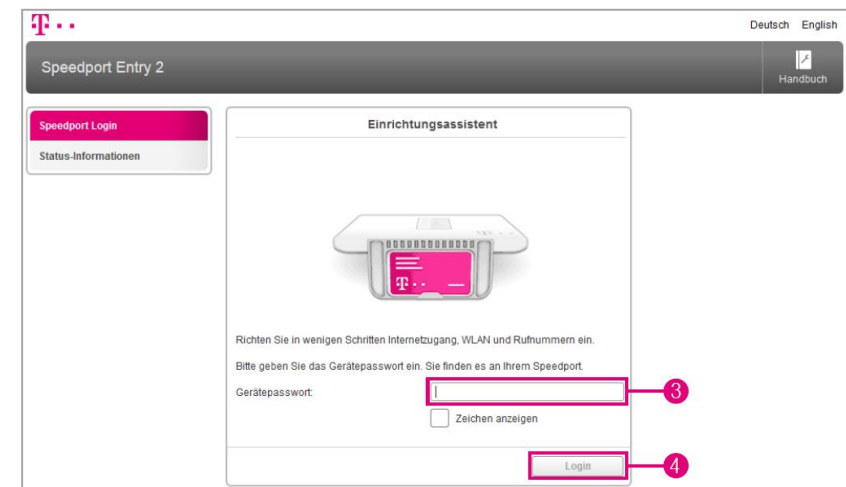 T
Deutsch English
Speedport Entry 2
Handbuch
Speedport Login
Status-Informationen
Einrichtungsassistent
T
Richten Sie in wenigen Schritten Internetzugang, WLAN und Rufnummern ein.
Bitte geben Sie das Gerätepasswort ein. Sie finden es an Ihrem Speedport.
Gerätepasswort:
3
Zeichen anzeigen
Login
4